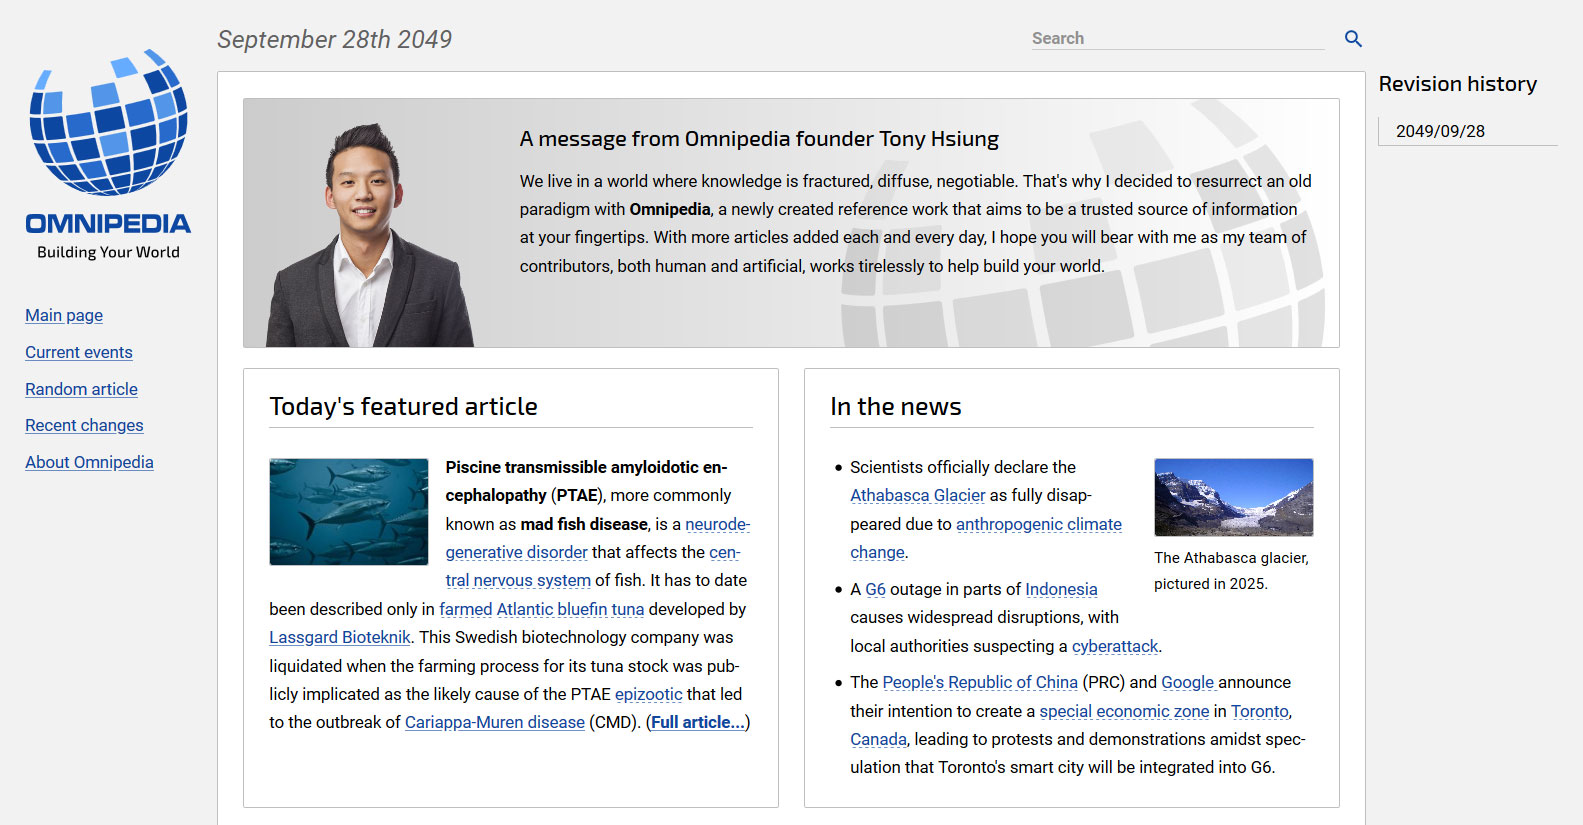 September 28th 2049
Search
OMNIPEDIA
Building Your World
Main page
Current events
Random article
Recent changes
About Omnipedia
A message from Omnipedia founder Tony Hsiung
We live in a world where knowledge is fractured, diffuse, negotiable. That's why I decided to resurrect an old
paradigm with Omnipedia, a newly created reference work that aims to be a trusted source of information
at your fingertips. With more articles added each and every day, I hope you will bear with me as my team of
contributors, both human and artificial, works tirelessly to help build your world.
Today's featured article
Piscine transmissible amyloidotic en-
cephalopathy (PTAE), more commonly
known as mad fish disease, is a neurode-
generative disorder that affects the cen-
tral nervous system of fish. It has to date
been described only in farmed Atlantic bluefin tuna developed by
Lassgard Bioteknik. This Swedish biotechnology company was
liquidated when the farming process for its tuna stock was pub-
licly implicated as the likely cause of the PTAE epizootic that led
to the outbreak of Cariappa-Muren disease (CMD). (Full article...)
In the news
Scientists officially declare the
Athabasca Glacier as fully disap-
peared due to anthropogenic climate
change.
The Athabasca glacier,
pictured in 2025.
A G6 outage in parts of Indonesia
causes widespread disruptions, with
local authorities suspecting a cyberattack.
The People's Republic of China (PRC) and Google announce
their intention to create a special economic zone in Toronto,
Canada, leading to protests and demonstrations amidst spec-
ulation that Toronto's smart city will be integrated into G6.
Revision history
2049/09/28